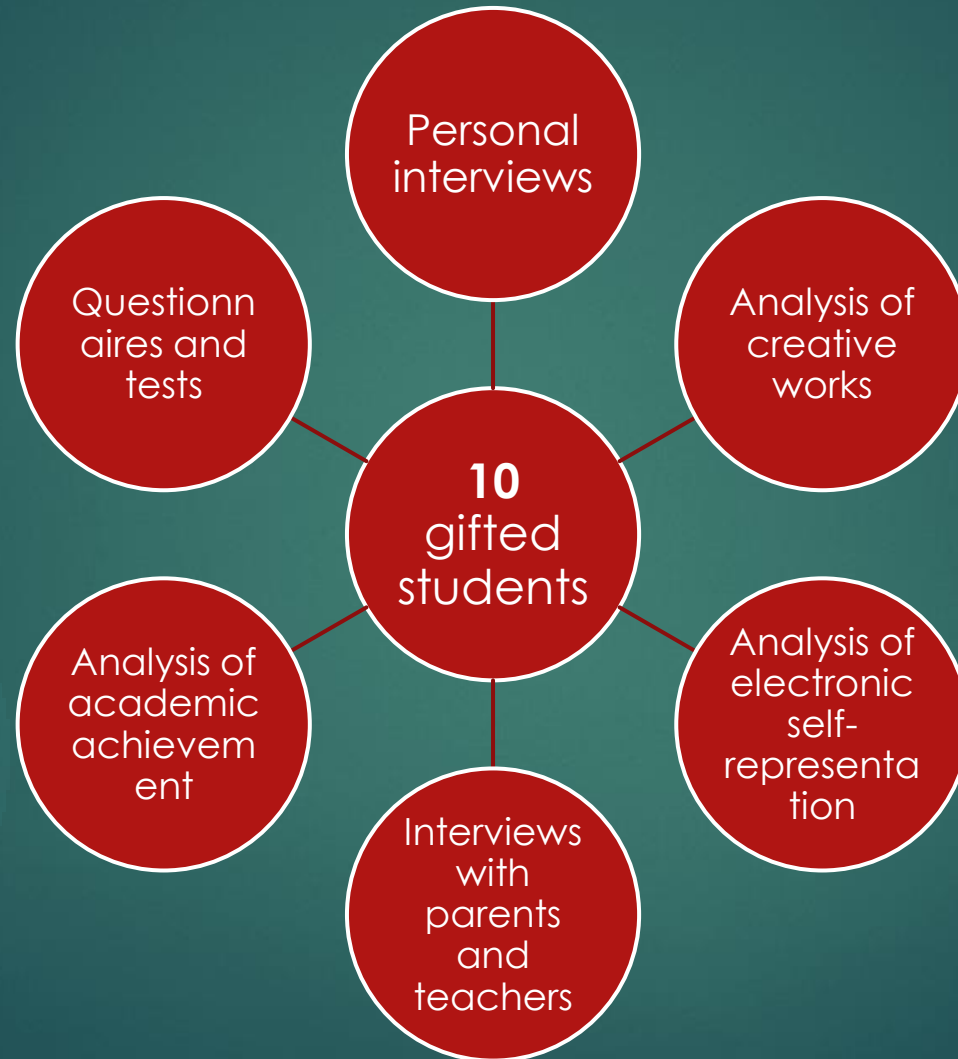 Personal
interviews
Analysis of
creative
works
Analysis of
electronic
self-
representa
tion
Interviews
with
parents
and
teachers
Analysis of
academic
achievem
ent
Questionn
aires and
tests
10
gifted
students